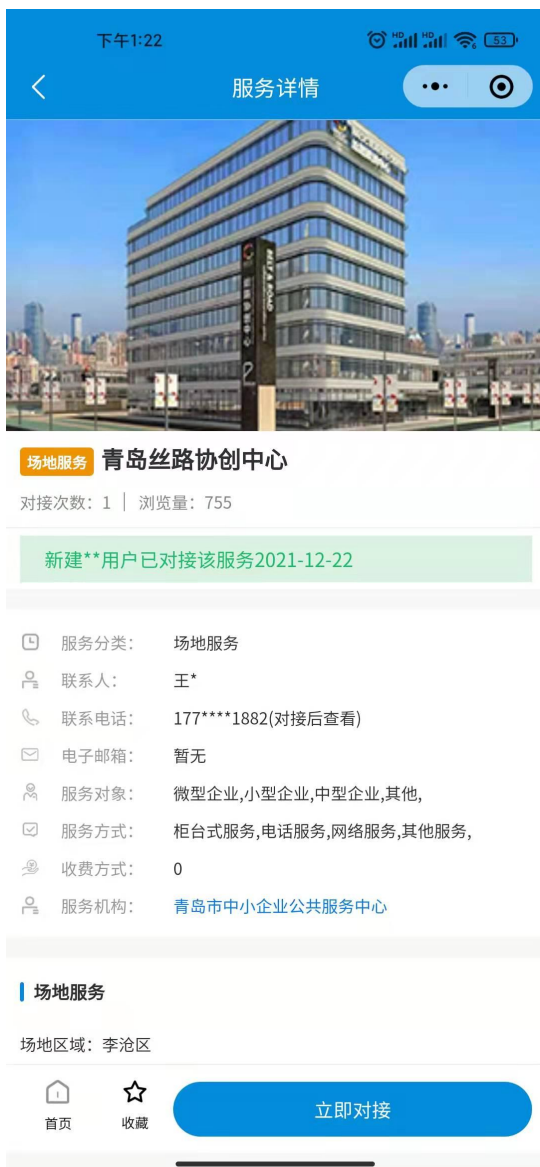 下午1:22
HD HD 6 53
服务详情
BELT & ROAD
场地服务 青岛丝路协创中心
对接次数：1 | 浏览量：755
新建**用户已对接该服务2021-12-22
服务分类： 场地服务
联系人： 王*
联系电话： 177****1882(对接后查看)
电子邮箱： 暂无
服务对象： 微型企业,小型企业,中型企业,其他,
服务方式： 柜台式服务,电话服务,网络服务,其他服务,
收费方式： 0
服务机构： 青岛市中小企业公共服务中心
场地服务
场地区域：李沧区
首页 收藏 立即对接